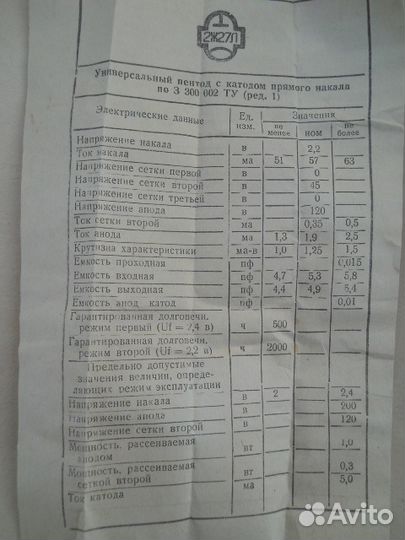 2Ж27Л
Универсальный пентод с катодом прямого накала
по 3 300 002 ТУ (ред. 1)
Электрические данные Ед. изм. Значения
не менее ном не более
Напряжение накала в 2,2
Ток накала ма 51 57 63
Напряжение сетки первой в 0
Напряжение сетки второй в 45
Напряжение сетки третьей в 0
Напряжение анода в 120
Ток сетки второй ма 0,35 0,5
Ток анода ма 1,3 1,9 2,5
Крутизна характеристики ма-в 1,0 1,25 1,5
Емкость проходная пф 0,015
Емкость входная пф 4,7 5,3 5,8
Емкость выходная пф 4,4 4,9 5,4
Емкость анод катод пф 0,01
Гарантированная долговечн.
режим первый (Uf = 2,4 в) ч 500
Гарантированная долговечн.
режим второй (Uf = 2,2 в) ч 2000
Предельно допустимые
значения величин, опреде-
ляющих режим эксплуатации
Напряжение накала в 2 2,4
Напряжение анода в 200
Напряжение сетки второй в 120
Мощность, рассеиваемая
анодом вт 1,0
Мощность, рассеиваемая
сеткой второй вт 0,3
Ток катода ма 5,0
Avito